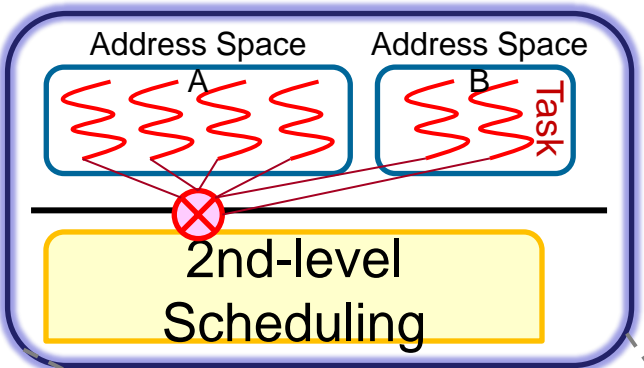 Address Space
A
Address Space
B
Task
2nd-level
Scheduling